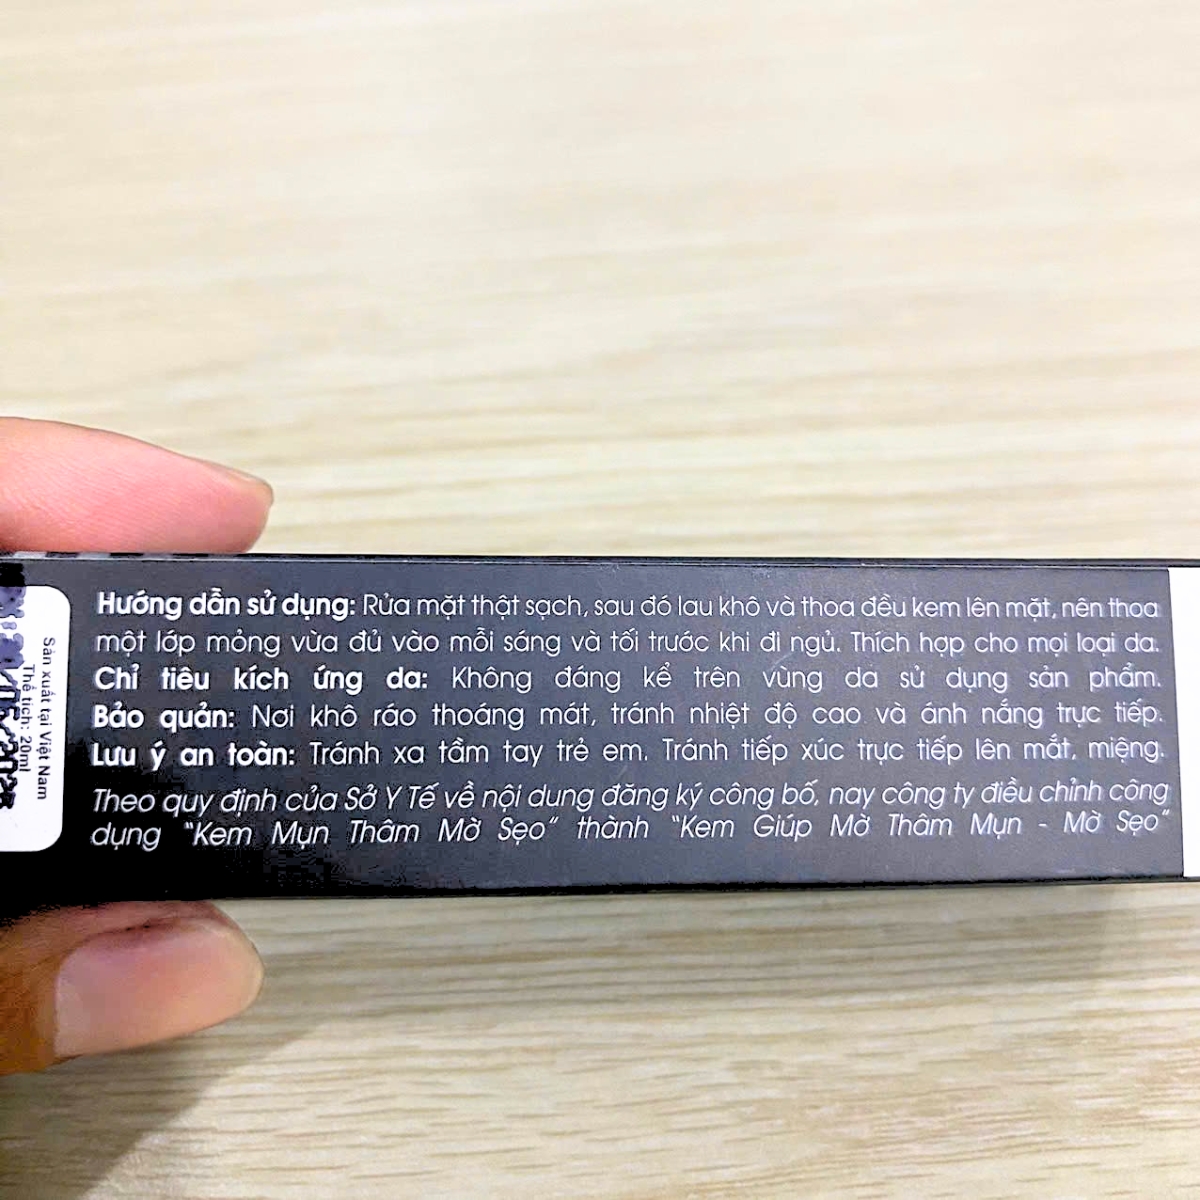 Hướng dẫn sử dụng: Rửa mặt thật sạch, sau đó lau khô và thoa đều kem lên mặt, nên thoa
một lớp mỏng vừa đủ vào mỗi sáng và tối trước khi đi ngủ. Thích hợp cho mọi loại da.
Chỉ tiêu kích ứng da: Không đáng kể trên vùng da sử dụng sản phẩm.
Bảo quản: Nơi khô ráo thoáng mát, tránh nhiệt độ cao và ánh nắng trực tiếp.
Lưu ý an toàn: Tránh xa tầm tay trẻ em. Tránh tiếp xúc trực tiếp lên mắt, miệng.
Theo quy định của Sở Y Tế về nội dung đăng ký công bố, nay công ty điều chỉnh công
dụng "Kem Mụn Thâm Mờ Sẹo" thành "Kem Giúp Mờ Thâm Mụn - Mờ Sẹo"
Sản xuất tại Việt Nam
Thể tích: 20ml